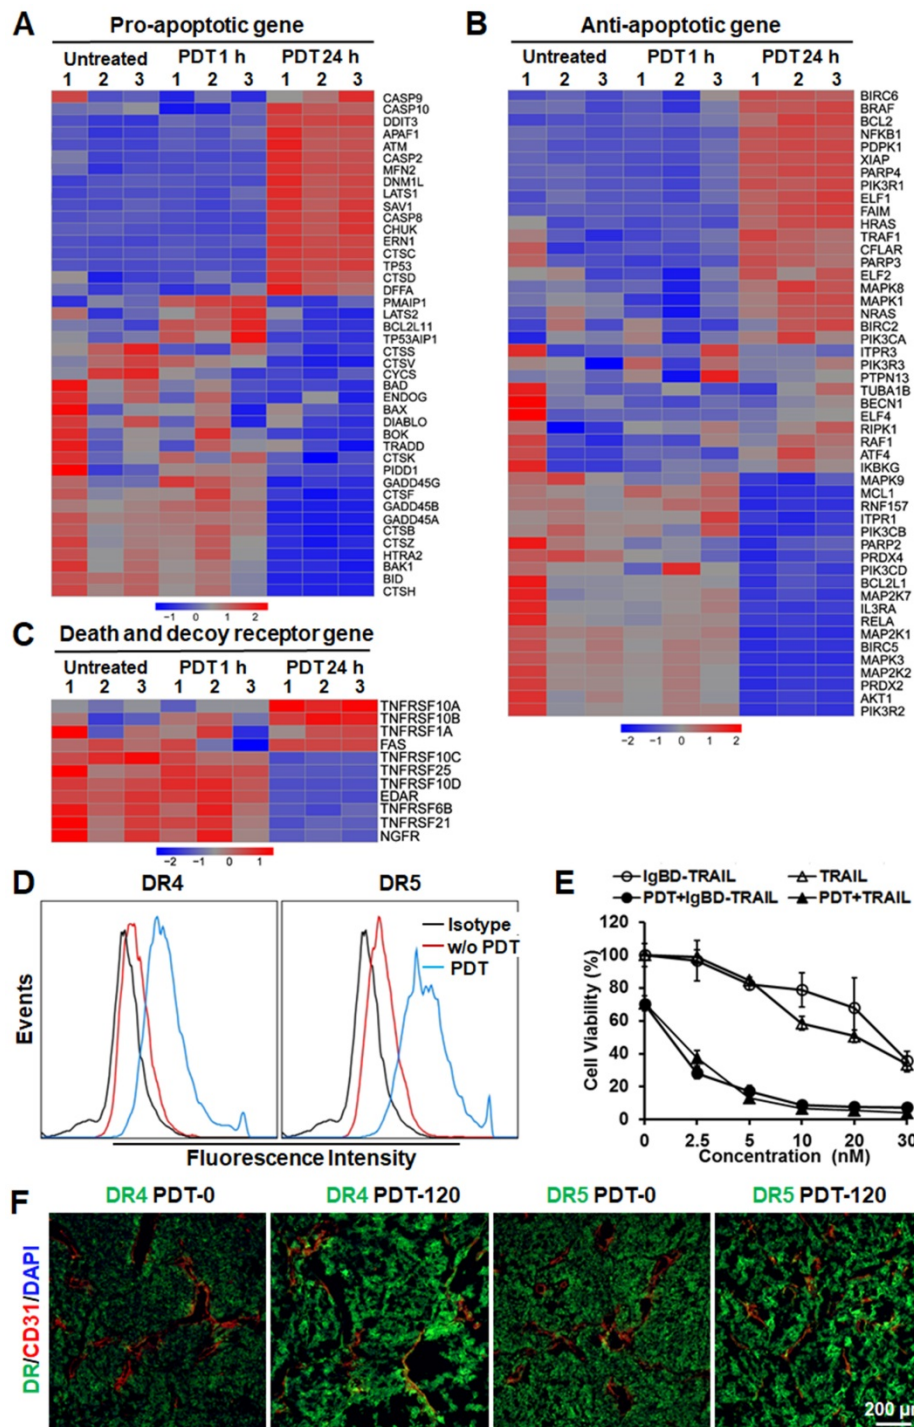 A
Pro-apoptotic gene
Untreated PDT 1 h PDT 24 h
1 2 3 1 2 3 1 2 3
CASP9
CASP10
DDIT3
APAF1
ATM
CASP2
MFN2
DNM1L
LATS1
SAV1
CASP8
CHUK
ERN1
CTSC
TP53
CTSD
DFFA
PMAIP1
LATS2
BCL2L11
TP53AIP1
CTSS
CTSV
CYCS
BAD
ENDOG
BAX
DIABLO
BOK
TRADD
CTSK
PIDD1
GADD45G
CTSF
GADD45B
GADD45A
CTSB
CTSZ
HTRA2
BAK1
BID
CTSH
−1 0 1 2
B
Anti-apoptotic gene
Untreated PDT 1 h PDT 24 h
1 2 3 1 2 3 1 2 3
BIRC6
BRAF
BCL2
NFKB1
PDPK1
XIAP
PARP4
PIK3R1
ELF1
FAIM
HRAS
TRAF1
CFLAR
PARP3
ELF2
MAPK8
MAPK1
NRAS
BIRC2
PIK3CA
ITPR3
PIK3R3
PTPN13
TUBA1B
BECN1
ELF4
RIPK1
RAF1
ATF4
IKBKG
MAPK9
MCL1
RNF157
ITPR1
PIK3CB
PARP2
PRDX4
PIK3CD
BCL2L1
MAP2K7
IL3RA
RELA
MAP2K1
BIRC5
MAPK3
MAP2K2
PRDX2
AKT1
PIK3R2
−2 −1 0 1 2
C
Death and decoy receptor gene
Untreated PDT 1 h PDT 24 h
1 2 3 1 2 3 1 2 3
TNFRSF10A
TNFRSF10B
TNFRSF1A
FAS
TNFRSF10C
TNFRSF25
TNFRSF10D
EDAR
TNFRSF6B
TNFRSF21
NGFR
−2 −1 0 1
D
DR4 DR5
Isotype
w/o PDT
PDT
Events
Fluorescence Intensity
E
IgBD-TRAIL TRAIL
PDT+IgBD-TRAIL PDT+TRAIL
Cell Viability (%)
120
100
80
60
40
20
0
0 2.5 5 10 20 30
Concentration (nM)
F
DR4 PDT-0 DR4 PDT-120 DR5 PDT-0 DR5 PDT-120
DR/CD31/DAPI
200 µm